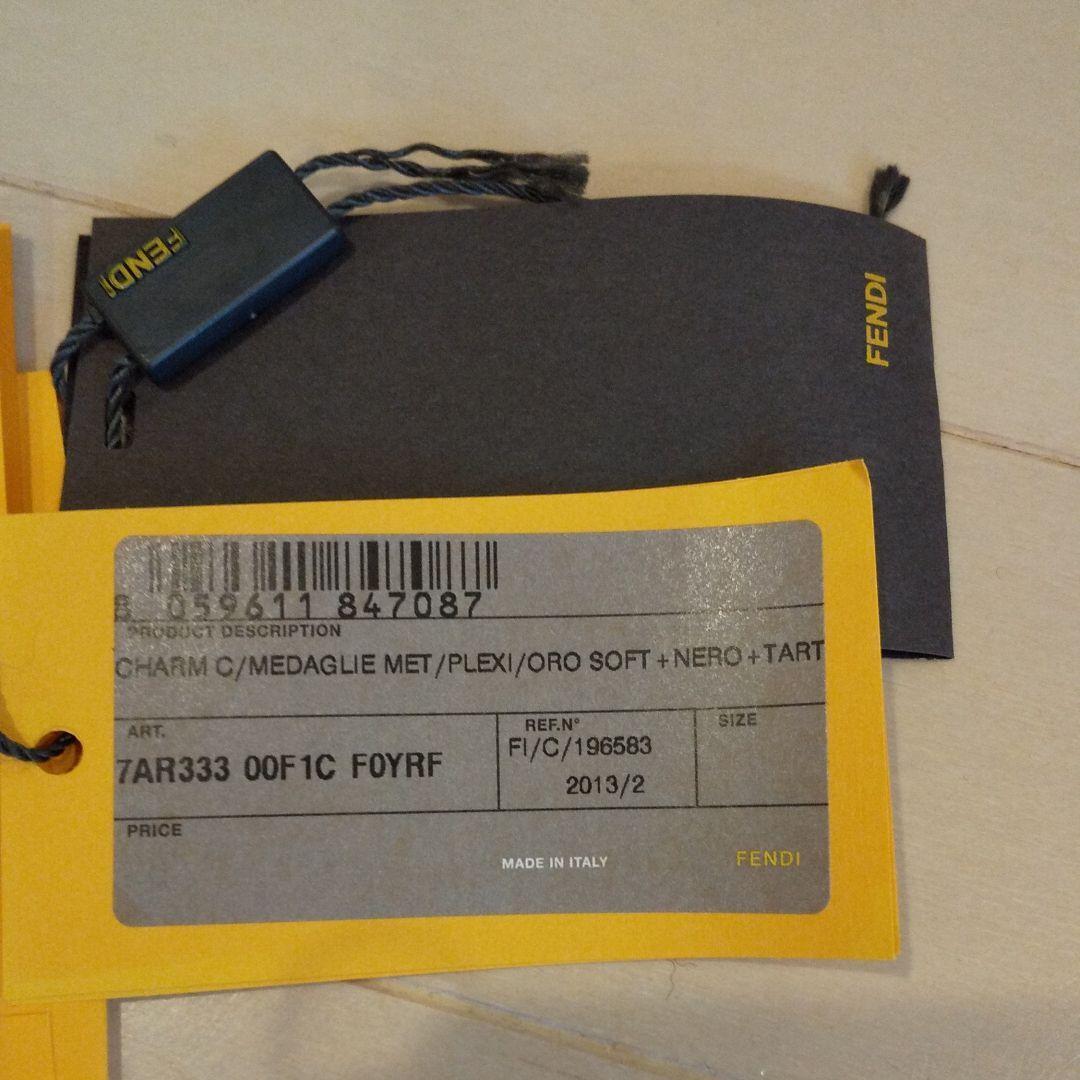 FENDI
FENDI
8 059611 847087
PRODUCT DESCRIPTION
CHARM C/MEDAGLIE MET/PLEXI/ORO SOFT+NERO+TART
ART.
7AR333 00F1C F0YRF
REF.N°
FI/C/196583
2013/2
SIZE
PRICE
MADE IN ITALY
FENDI